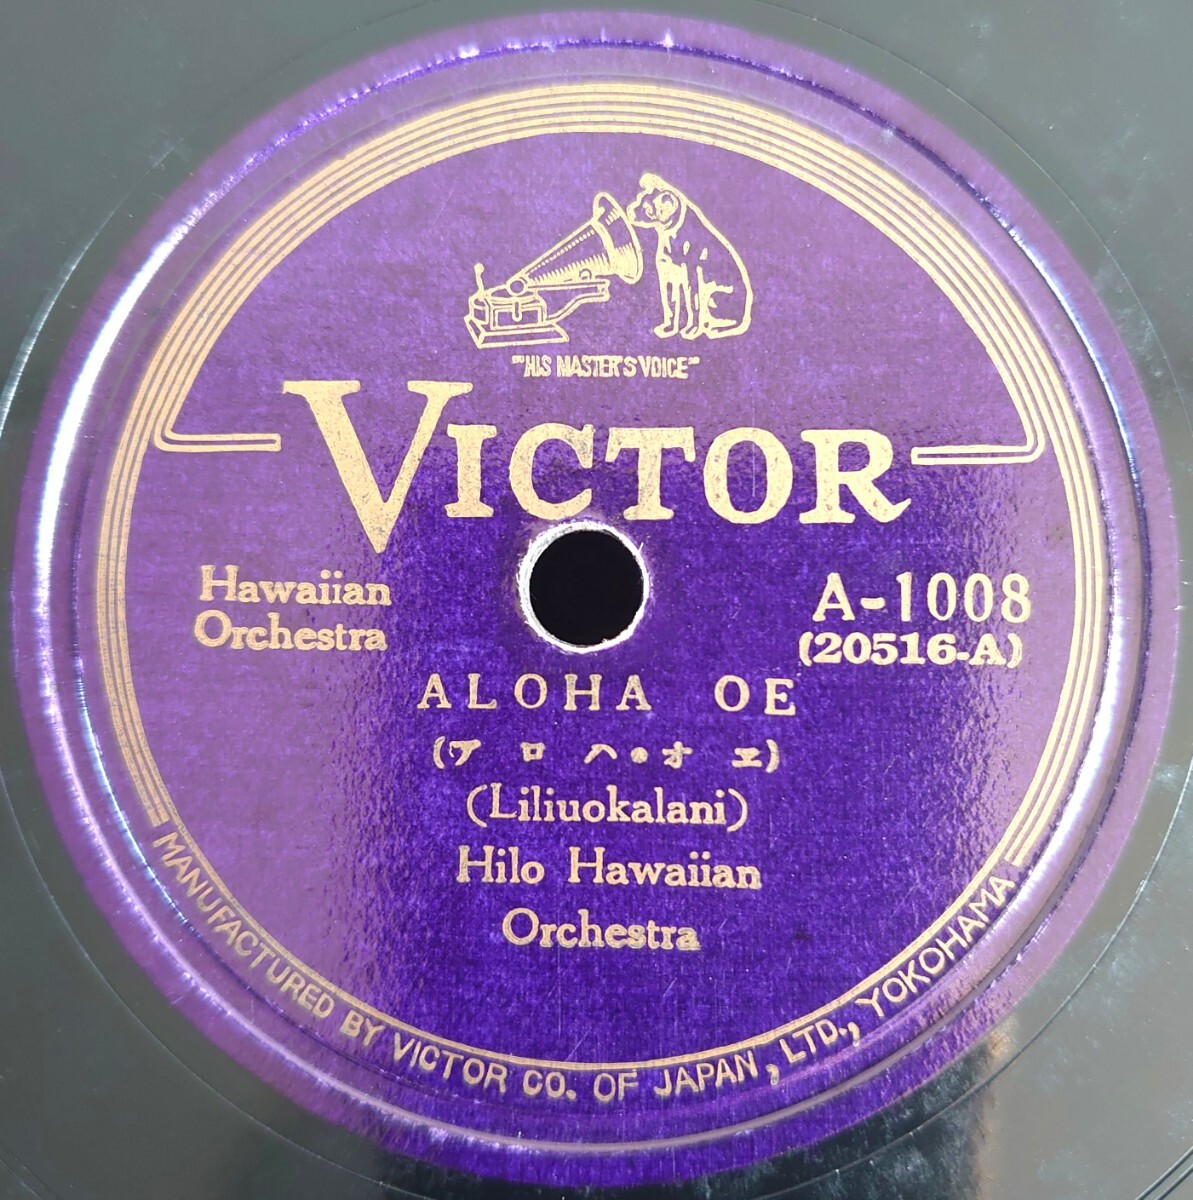 "HIS MASTER'S VOICE"
VICTOR
Hawaiian
Orchestra
A-1008
(20516-A)
ALOHA OE
(アロハ・オエ)
(Liliuokalani)
Hilo Hawaiian
Orchestra
MANUFACTURED BY VICTOR CO. OF JAPAN, LTD., YOKOHAMA